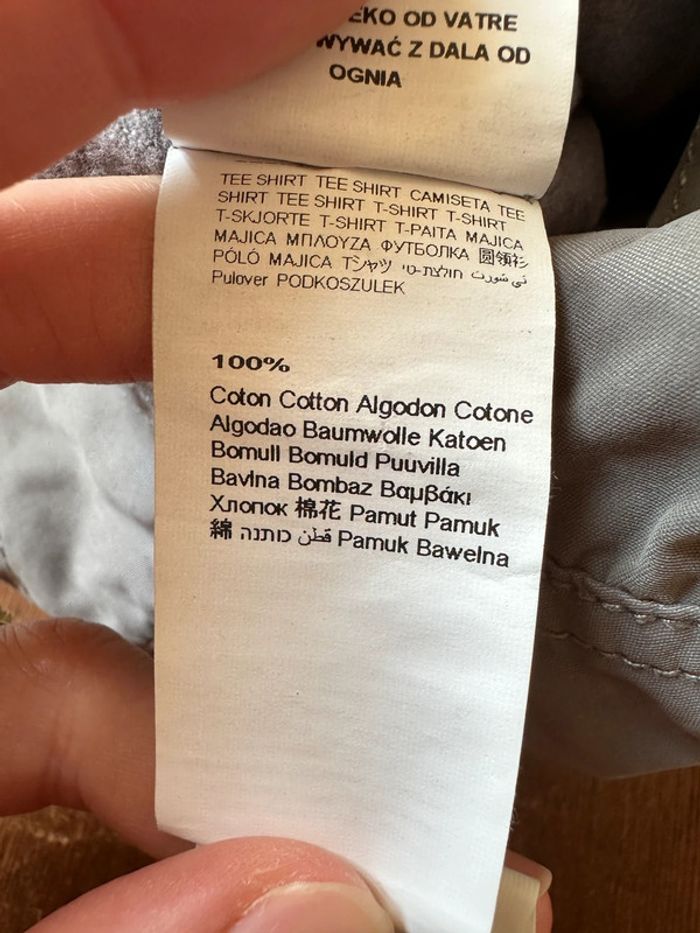 OD VATRE
Z DALA OD
OGNIA
TEE SHIRT TEE SHIRT CAMISETA TEE
SHIRT TEE SHIRT T-SHIRT T-SHIRT
T-SKJORTE T-SHIRT T-PAITA MAJICA
MAJICA ΜΠΛΟΥΖΑ ФУТБОЛКА 圆领衫
PÓLÓ MAJICA Tシャツ חולצת-טי تي شورت
Pulover PODKOSZULEK
100%
Coton Cotton Algodon Cotone
Algodao Baumwolle Katoen
Bomull Bomuld Puuvilla
Bavlna Bombaz Βαμβάκι
Хлопок 棉花 Pamut Pamuk
綿 כותנה قطن Pamuk Bawelna